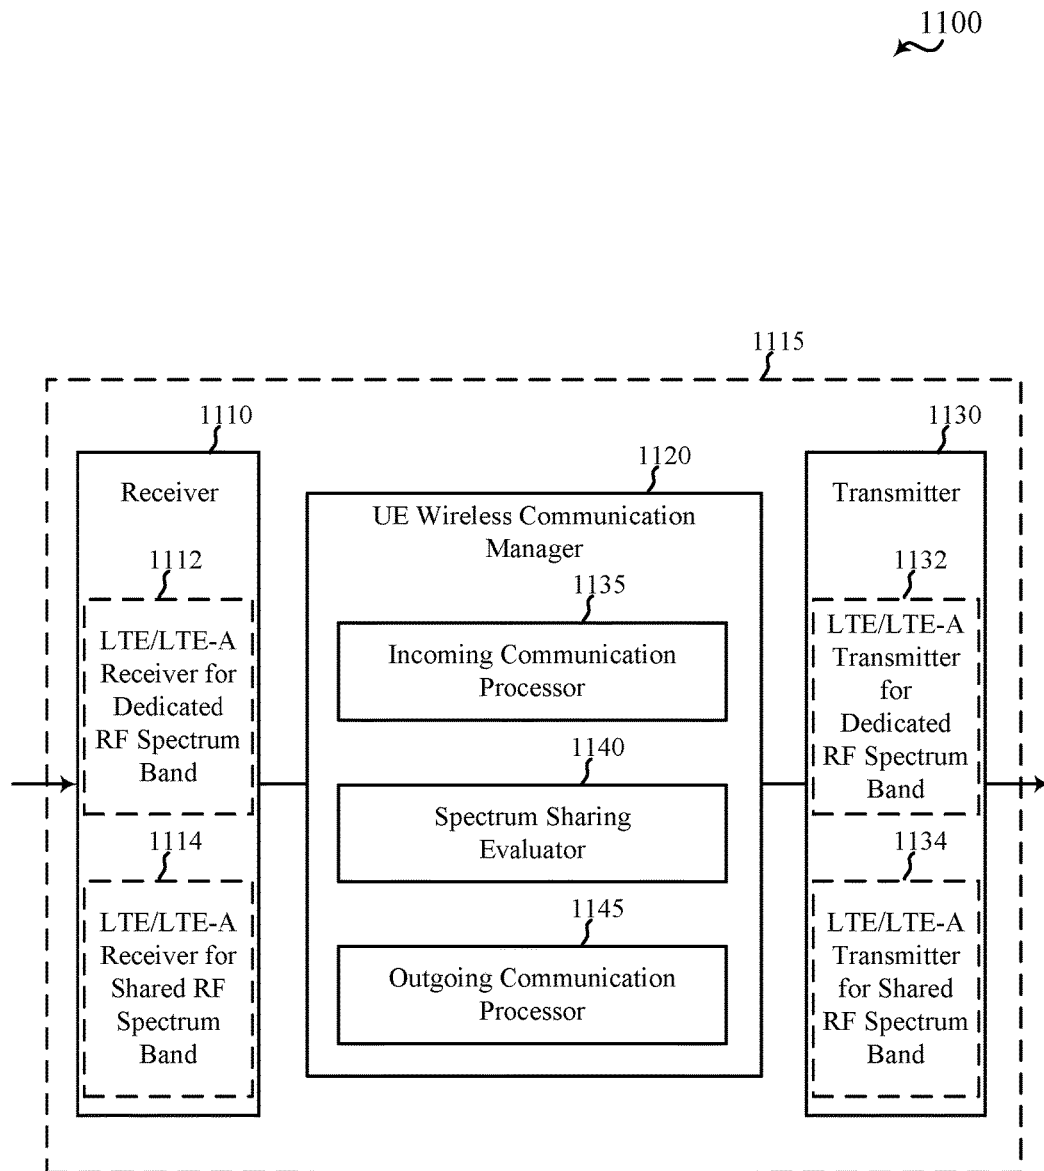 1100
1115
1110
Receiver
1112
LTE/LTE-A
Receiver for
Dedicated
RF Spectrum
Band
1114
LTE/LTE-A
Receiver for
Shared RF
Spectrum
Band
1120
UE Wireless Communication
Manager
1135
Incoming Communication
Processor
1140
Spectrum Sharing
Evaluator
1145
Outgoing Communication
Processor
1130
Transmitter
1132
LTE/LTE-A
Transmitter
for
Dedicated
RF Spectrum
Band
1134
LTE/LTE-A
Transmitter
for Shared
RF Spectrum
Band